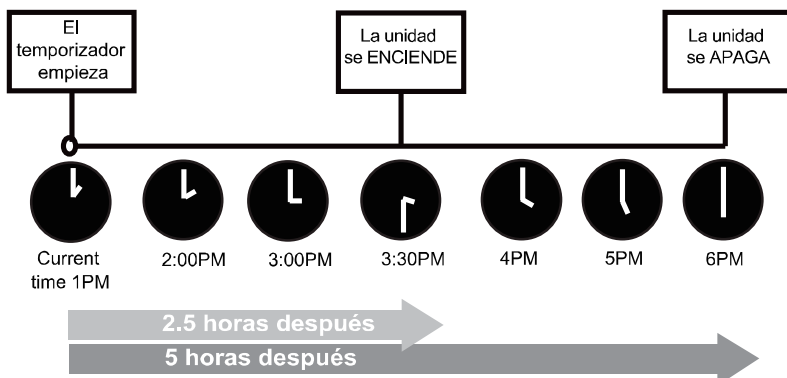 El
temporizador
empieza
La unidad
se ENCIENDE
La unidad
se APAGA
Current
time 1PM
2:00PM
3:00PM
3:30PM
4PM
5PM
6PM
2.5 horas después
5 horas después